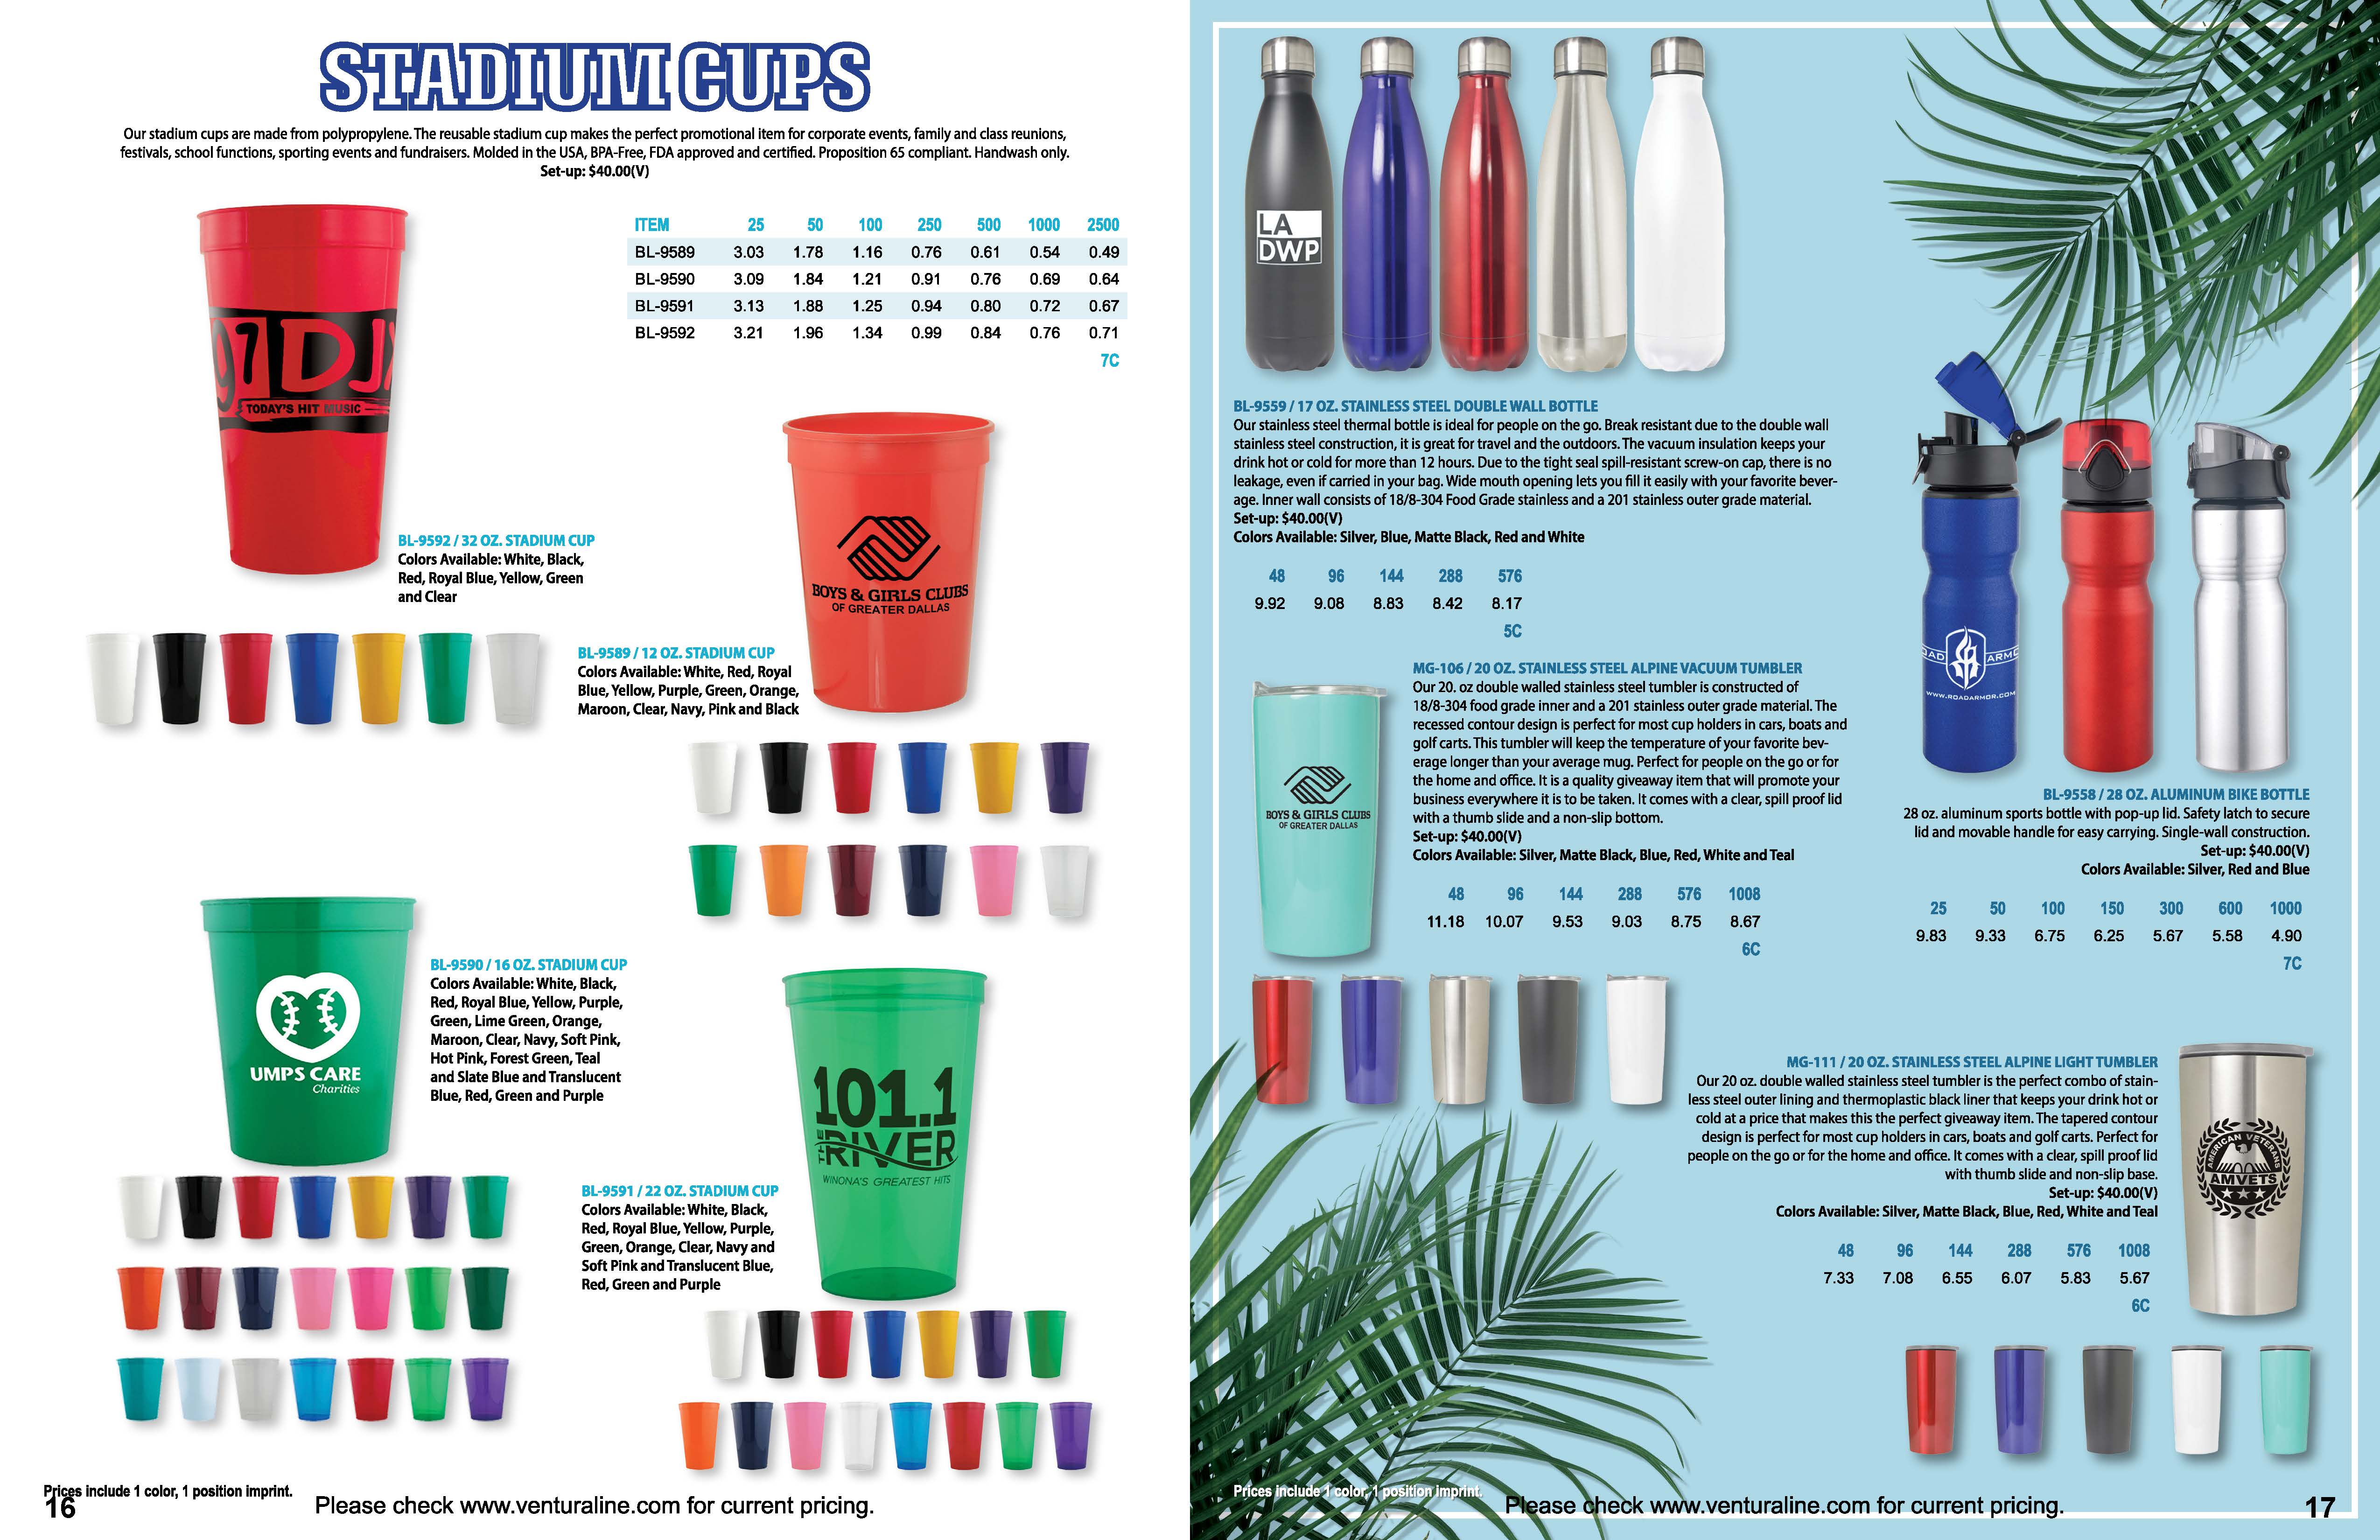 STADIUM CUPS
Our stadium cups are made from polypropylene. The reusable stadium cup makes the perfect promotional item for corporate events, family and class reunions,
festivals, school functions, sporting events and fundraisers. Molded in the USA, BPA-Free, FDA approved and certified. Proposition 65 compliant. Handwash only.
Set-up: $40.00(V)
ITEM 25 50 100 250 500 1000 2500
BL-9589 3.03 1.78 1.16 0.76 0.61 0.54 0.49
BL-9590 3.09 1.84 1.21 0.91 0.76 0.69 0.64
BL-9591 3.13 1.88 1.25 0.94 0.80 0.72 0.67
BL-9592 3.21 1.96 1.34 0.99 0.84 0.76 0.71
7C
97 DJX
TODAY'S HIT MUSIC
BL-9592 / 32 OZ. STADIUM CUP
Colors Available: White, Black,
Red, Royal Blue, Yellow, Green
and Clear
BOYS & GIRLS CLUBS
OF GREATER DALLAS
BL-9589 / 12 OZ. STADIUM CUP
Colors Available: White, Red, Royal
Blue, Yellow, Purple, Green, Orange,
Maroon, Clear, Navy, Pink and Black
UMPS CARE
Charities
BL-9590 / 16 OZ. STADIUM CUP
Colors Available: White, Black,
Red, Royal Blue, Yellow, Purple,
Green, Lime Green, Orange,
Maroon, Clear, Navy, Soft Pink,
Hot Pink, Forest Green, Teal
and Slate Blue and Translucent
Blue, Red, Green and Purple
101.1
THE RIVER
WINONA'S GREATEST HITS
BL-9591 / 22 OZ. STADIUM CUP
Colors Available: White, Black,
Red, Royal Blue, Yellow, Purple,
Green, Orange, Clear, Navy and
Soft Pink and Translucent Blue,
Red, Green and Purple
Prices include 1 color, 1 position imprint.
16
Please check www.venturaline.com for current pricing.
LA
DWP
BL-9559 / 17 OZ. STAINLESS STEEL DOUBLE WALL BOTTLE
Our stainless steel thermal bottle is ideal for people on the go. Break resistant due to the double wall
stainless steel construction, it is great for travel and the outdoors. The vacuum insulation keeps your
drink hot or cold for more than 12 hours. Due to the tight seal spill-resistant screw-on cap, there is no
leakage, even if carried in your bag. Wide mouth opening lets you fill it easily with your favorite bever-
age. Inner wall consists of 18/8-304 Food Grade stainless and a 201 stainless outer grade material.
Set-up: $40.00(V)
Colors Available: Silver, Blue, Matte Black, Red and White
48 96 144 288 576
9.92 9.08 8.83 8.42 8.17
5C
BOYS & GIRLS CLUBS
OF GREATER DALLAS
MG-106 / 20 OZ. STAINLESS STEEL ALPINE VACUUM TUMBLER
Our 20. oz double walled stainless steel tumbler is constructed of
18/8-304 food grade inner and a 201 stainless outer grade material. The
recessed contour design is perfect for most cup holders in cars, boats and
golf carts. This tumbler will keep the temperature of your favorite bev-
erage longer than your average mug. Perfect for people on the go or for
the home and office. It is a quality giveaway item that will promote your
business everywhere it is to be taken. It comes with a clear, spill proof lid
with a thumb slide and a non-slip bottom.
Set-up: $40.00(V)
Colors Available: Silver, Matte Black, Blue, Red, White and Teal
48 96 144 288 576 1008
11.18 10.07 9.53 9.03 8.75 8.67
6C
OAD ARMO
WWW.ROADARMOR.COM
BL-9558 / 28 OZ. ALUMINUM BIKE BOTTLE
28 oz. aluminum sports bottle with pop-up lid. Safety latch to secure
lid and movable handle for easy carrying. Single-wall construction.
Set-up: $40.00(V)
Colors Available: Silver, Red and Blue
25 50 100 150 300 600 1000
9.83 9.33 6.75 6.25 5.67 5.58 4.90
7C
MG-111 / 20 OZ. STAINLESS STEEL ALPINE LIGHT TUMBLER
Our 20 oz. double walled stainless steel tumbler is the perfect combo of stain-
less steel outer lining and thermoplastic black liner that keeps your drink hot or
cold at a price that makes this the perfect giveaway item. The tapered contour
design is perfect for most cup holders in cars, boats and golf carts. Perfect for
people on the go or for the home and office. It comes with a clear, spill proof lid
with thumb slide and non-slip base.
Set-up: $40.00(V)
Colors Available: Silver, Matte Black, Blue, Red, White and Teal
48 96 144 288 576 1008
7.33 7.08 6.55 6.07 5.83 5.67
6C
AMERICAN VETERANS
AMVETS
Prices include 1 color, 1 position imprint.
Please check www.venturaline.com for current pricing.
17